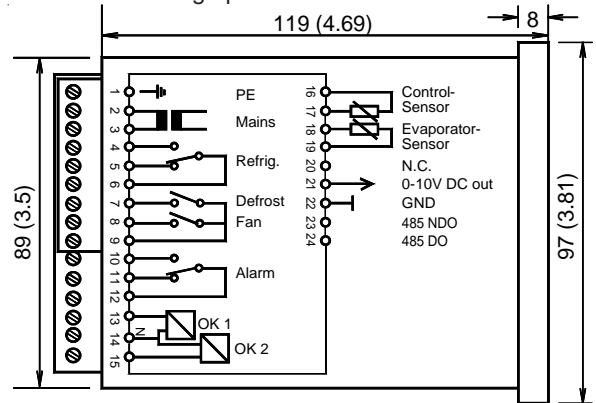 119 (4.69)
8
89 (3.5)
97 (3.81)
1
PE
2
Mains
3
4
5
Refrig.
6
7
Defrost
8
Fan
9
10
11
Alarm
12
13
OK 1
14
N
OK 2
15
16
Control-
Sensor
17
18
Evaporator-
Sensor
19
20
N.C.
21
0-10V DC out
22
GND
23
485 NDO
24
485 DO